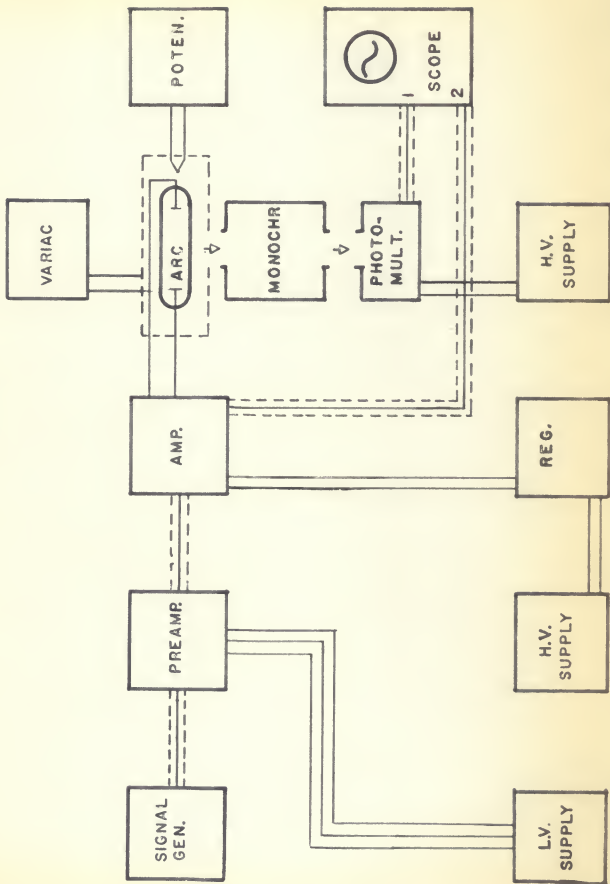 VARIAC
POTEN.
ARC
SCOPE
1
2
MONOCHR
PHOTO-
MULT.
SIGNAL
GEN.
PREAMP.
AMP.
L.V.
SUPPLY
H.V.
SUPPLY
REG.
H.V.
SUPPLY